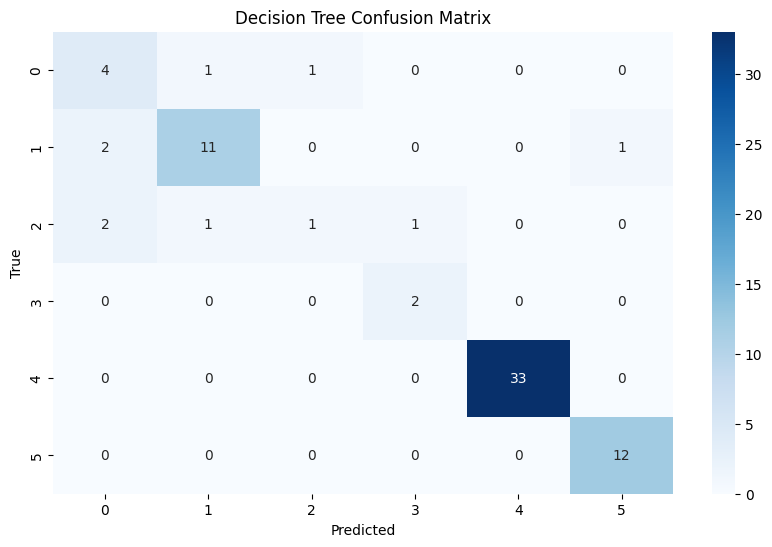 Decision Tree Confusion Matrix
True
0 4 1 1 0 0 0
1 2 11 0 0 0 1
2 2 1 1 1 0 0
3 0 0 0 2 0 0
4 0 0 0 0 33 0
5 0 0 0 0 0 12
0 1 2 3 4 5
Predicted
30
25
20
15
10
5
0